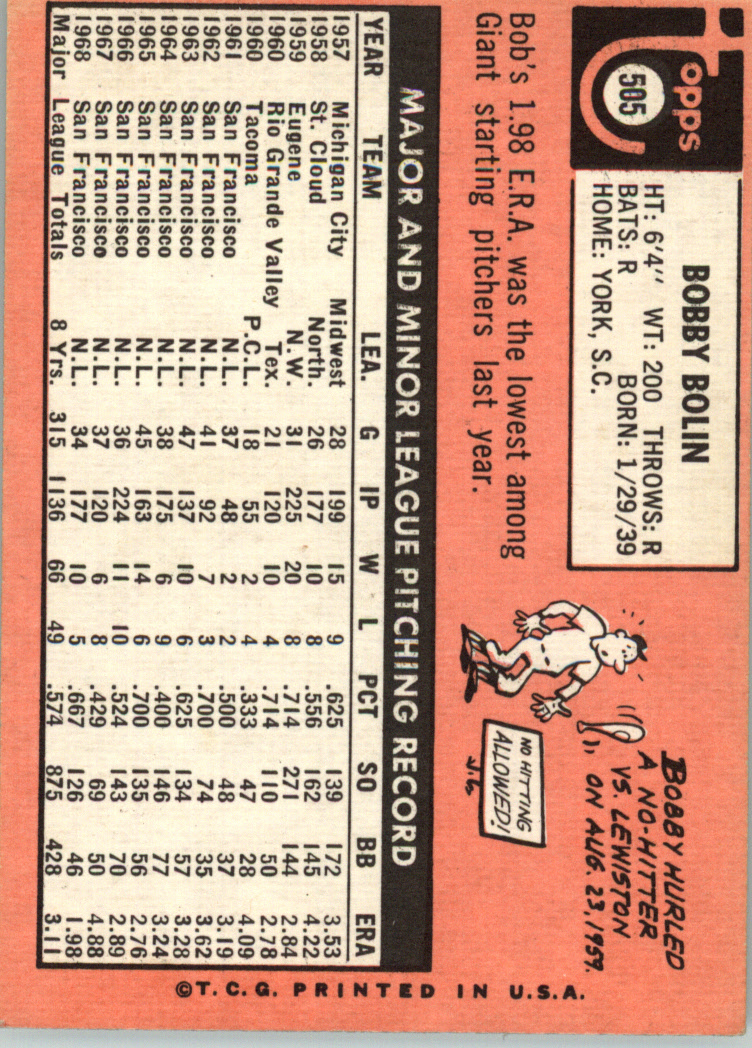 Topps
505
BOBBY BOLIN
HT: 6'4" WT: 200 THROWS: R
BATS: R BORN: 1/29/39
HOME: YORK, S.C.
Bob's 1.98 E.R.A. was the lowest among
Giant starting pitchers last year.
BOBBY HURLED
A NO-HITTER
VS. LEWISTON
ON AUG. 23, 1959.
NO HITTING
ALLOWED!
MAJOR AND MINOR LEAGUE PITCHING RECORD
YEAR TEAM LEA. G IP W L PCT SO BB ERA
1957 Michigan City Midwest 28 199 15 9 .625 139 172 3.53
1958 St. Cloud North. 26 177 10 8 .556 162 145 4.22
1959 Eugene N.W. 31 225 20 8 .714 271 144 2.84
1960 Rio Grande Valley Tex. 21 120 10 4 .714 110 50 2.78
1960 Tacoma P.C.L. 18 55 2 4 .333 47 28 4.09
1961 San Francisco N.L. 37 48 2 2 .500 48 37 3.19
1962 San Francisco N.L. 41 92 7 3 .700 74 35 3.62
1963 San Francisco N.L. 47 137 10 6 .625 134 57 3.28
1964 San Francisco N.L. 38 175 6 9 .400 146 77 3.24
1965 San Francisco N.L. 45 163 14 6 .700 135 56 2.76
1966 San Francisco N.L. 36 224 11 10 .524 143 70 2.89
1967 San Francisco N.L. 37 120 6 8 .429 69 50 4.88
1968 San Francisco N.L. 34 177 10 5 .667 126 46 1.98
Major League Totals 8 Yrs. 315 1136 66 49 .574 875 428 3.11
©T.C.G. PRINTED IN U.S.A.